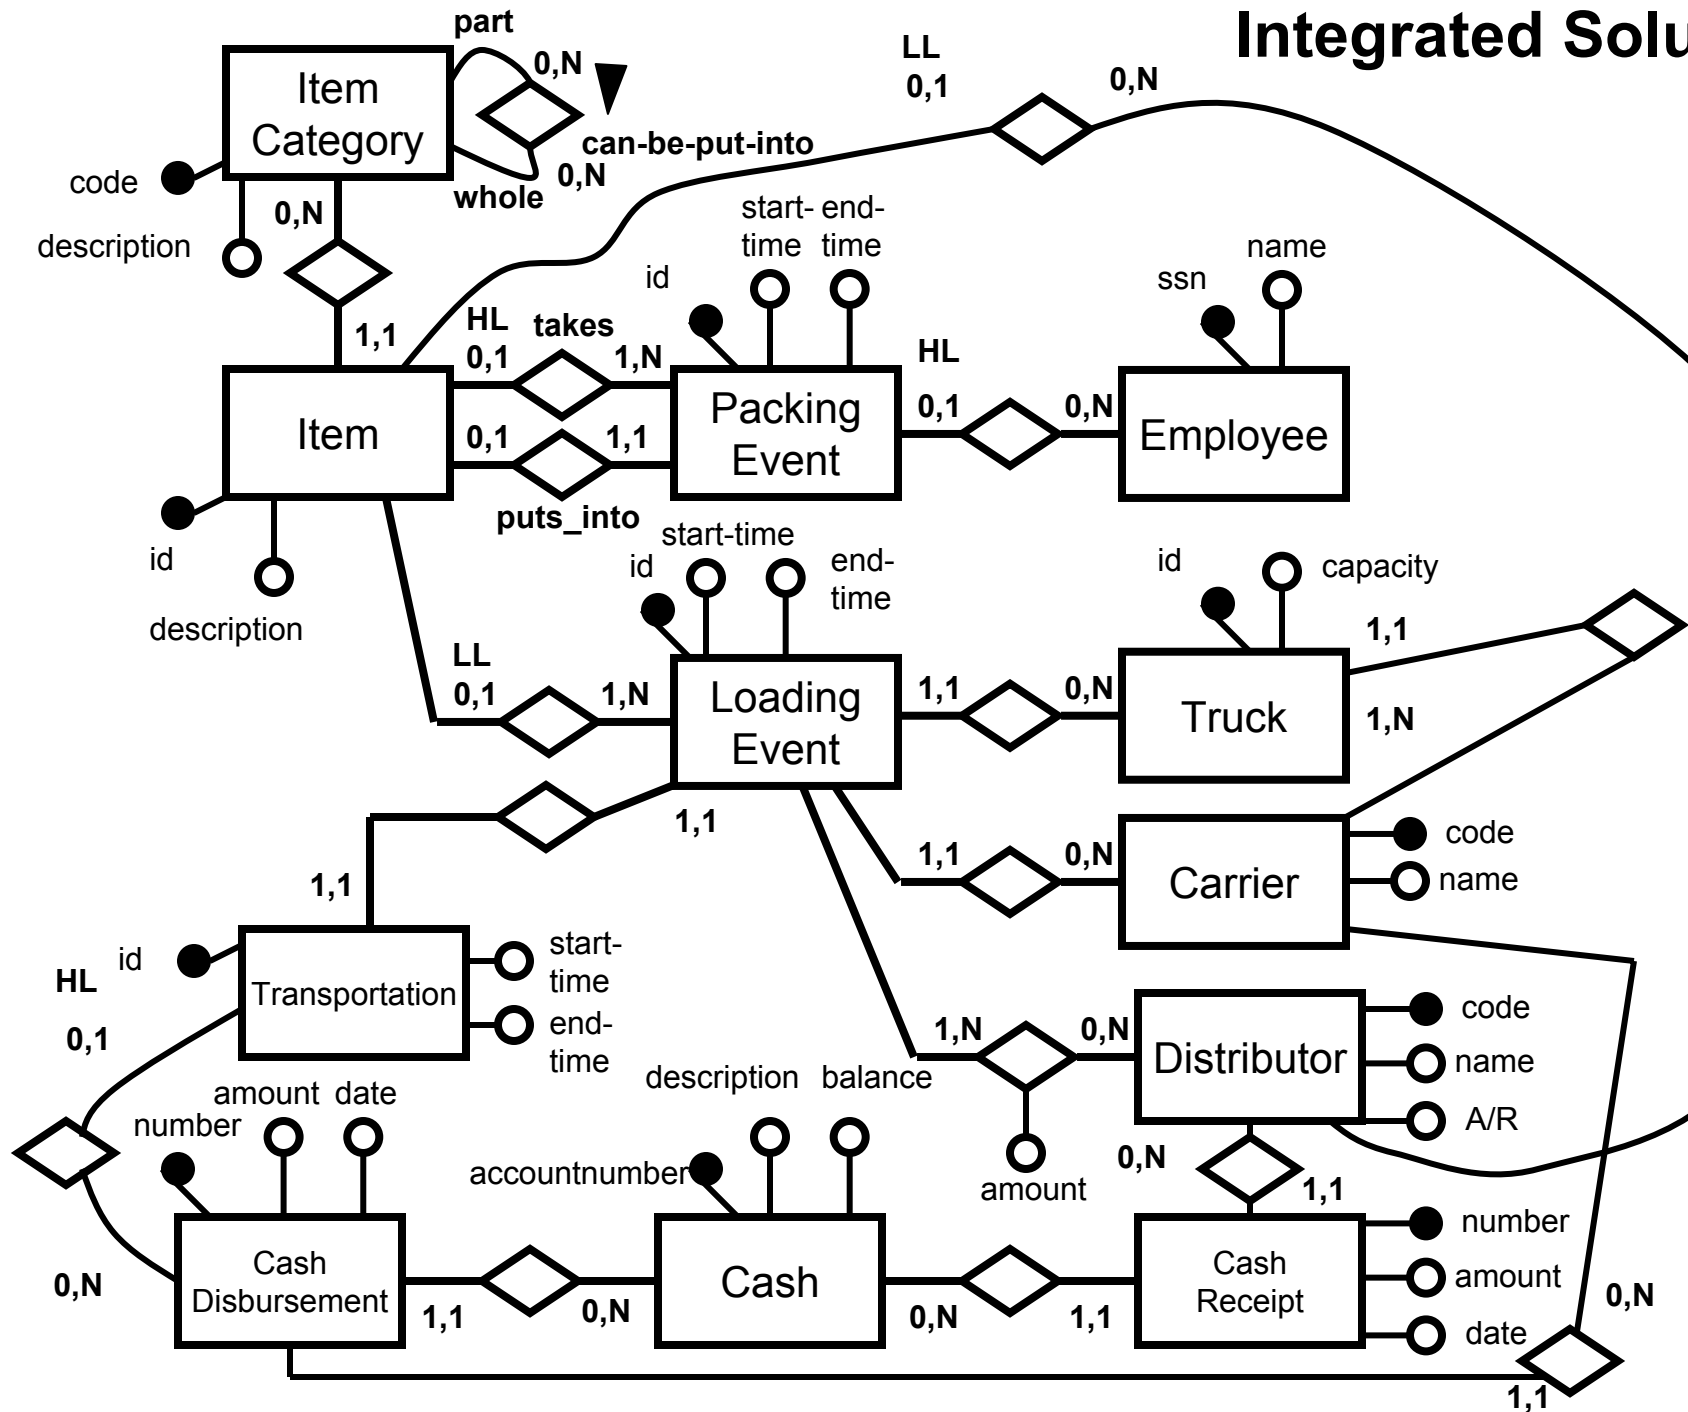 Integrated Solu
part
0,N
LL
0,1
0,N
Item
Category
can-be-put-into
0,N
whole
code
0,N
description
start-
time
end-
time
id
name
ssn
1,1
HL
0,1
takes
1,N
HL
0,1
0,N
Item
Packing
Event
Employee
0,1
1,1
puts_into
id
description
start-time
id
end-
time
id
capacity
1,1
LL
0,1
1,N
Loading
Event
1,1
0,N
Truck
1,N
1,1
1,1
1,1
0,N
Carrier
code
name
id
HL
0,1
Transportation
start-
time
end-
time
1,N
0,N
Distributor
code
name
A/R
amount
date
number
description
balance
accountnumber
amount
0,N
1,1
0,N
Cash
Disbursement
1,1
0,N
Cash
0,N
1,1
Cash
Receipt
number
amount
date
0,N
1,1